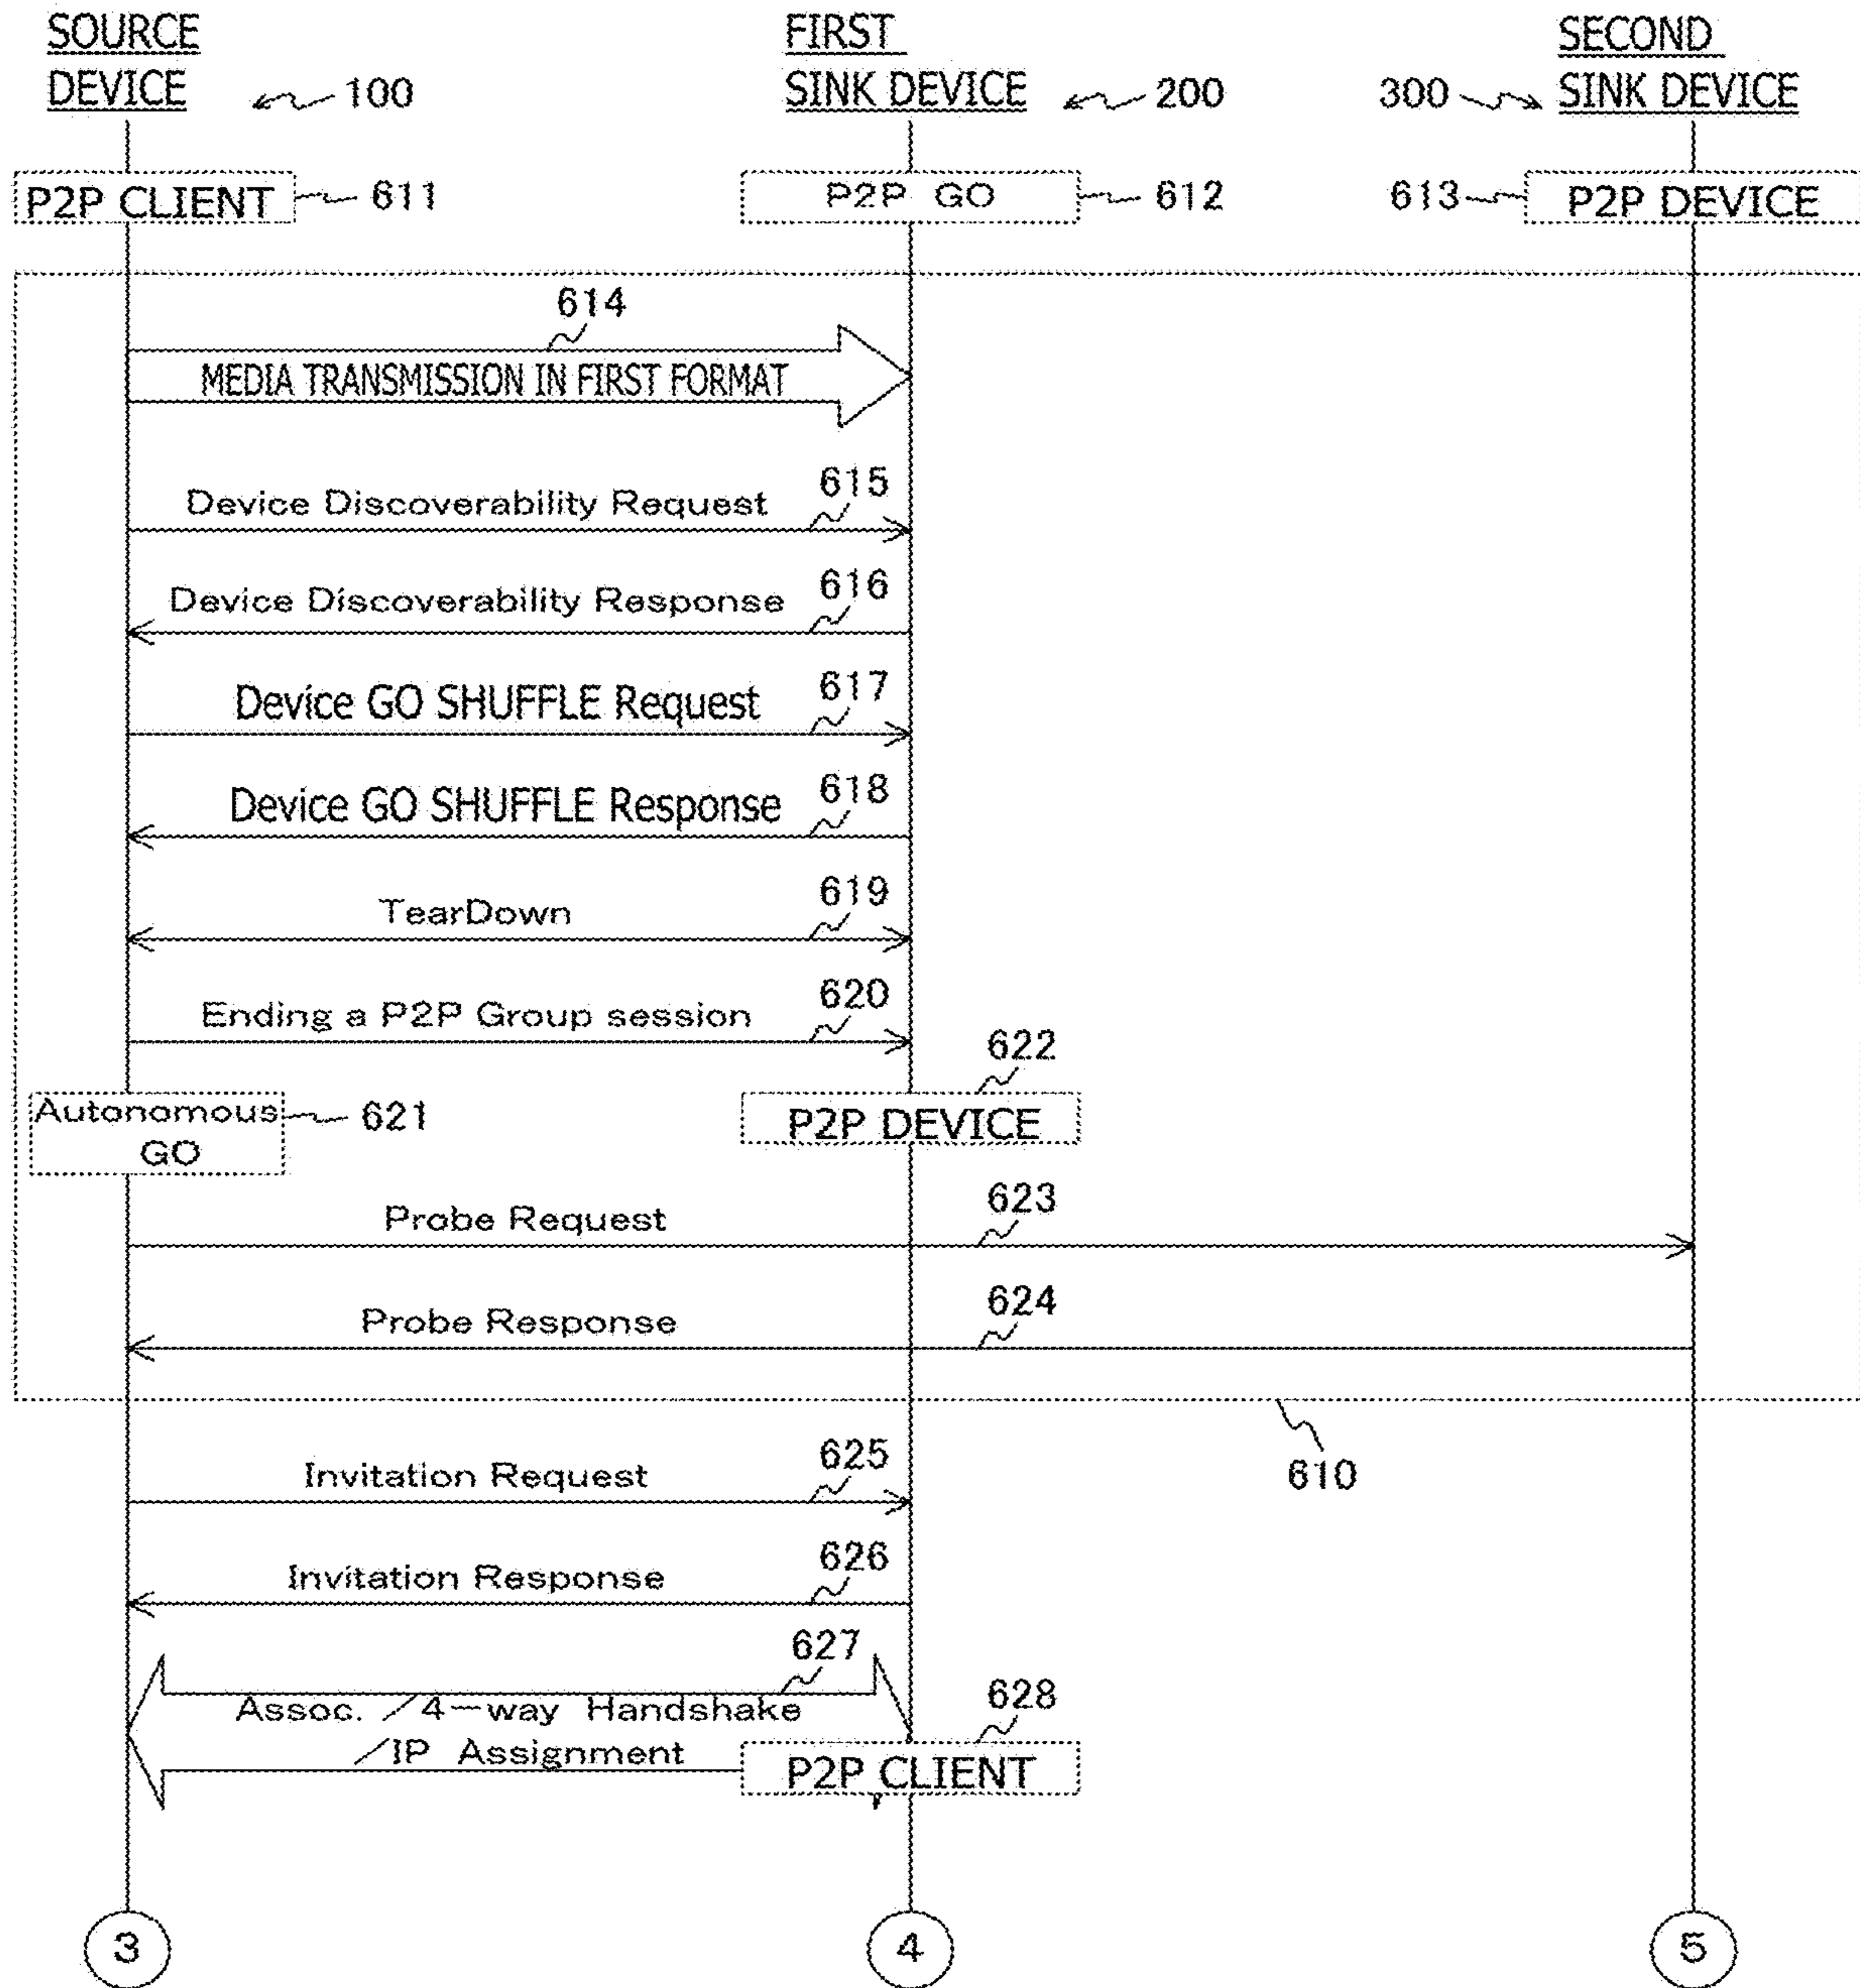 SOURCE
DEVICE
100
FIRST
SINK DEVICE
200
300
SECOND
SINK DEVICE
P2P CLIENT
611
P2P GO
612
613
P2P DEVICE
614
MEDIA TRANSMISSION IN FIRST FORMAT
615
Device Discoverability Request
616
Device Discoverability Response
617
Device GO SHUFFLE Request
618
Device GO SHUFFLE Response
619
TearDown
620
Ending a P2P Group session
622
Autonomous
GO
621
P2P DEVICE
623
Probe Request
624
Probe Response
610
625
Invitation Request
626
Invitation Response
627
Assoc. /4-way Handshake
/IP Assignment
628
P2P CLIENT
3
4
5